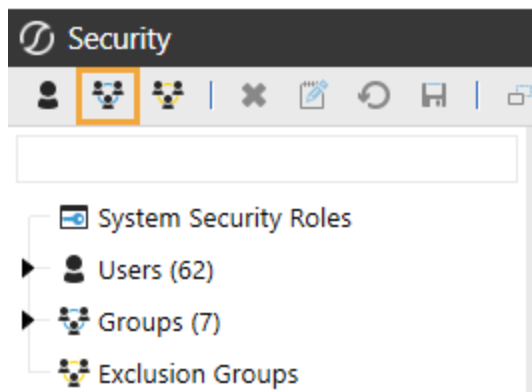 Security
System Security Roles
Users (62)
Groups (7)
Exclusion Groups